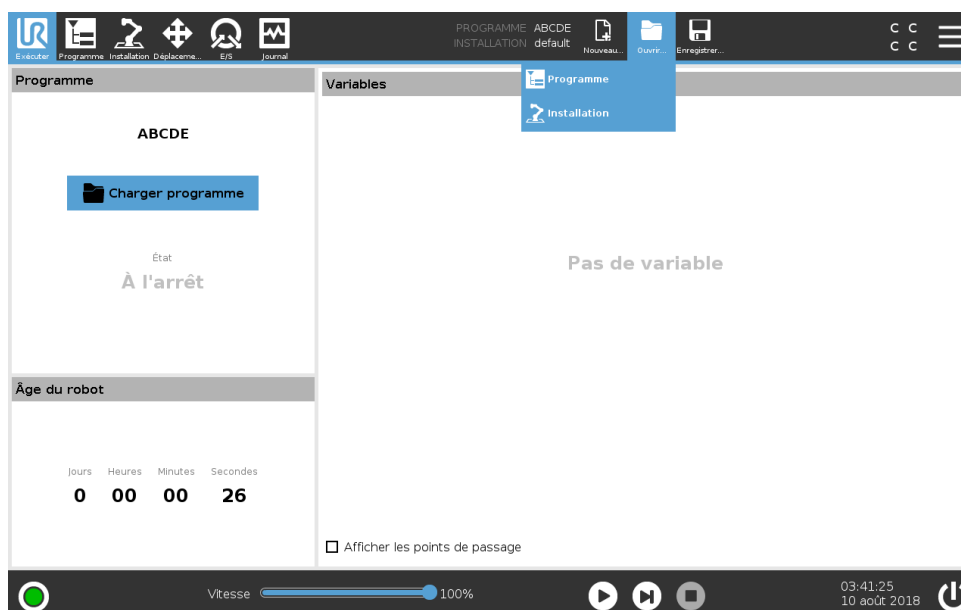 UR
PROGRAMME ABCDE
INSTALLATION default
C C
C C
Exécuter Programme Installation Déplaceme... E/S Journal Nouveau... Ouvrir... Enregistrer...
Programme
Installation
Programme
ABCDE
Charger programme
État
À l'arrêt
Variables
Pas de variable
Âge du robot
Jours Heures Minutes Secondes
0 00 00 26
Afficher les points de passage
Vitesse 100%
03:41:25
10 août 2018